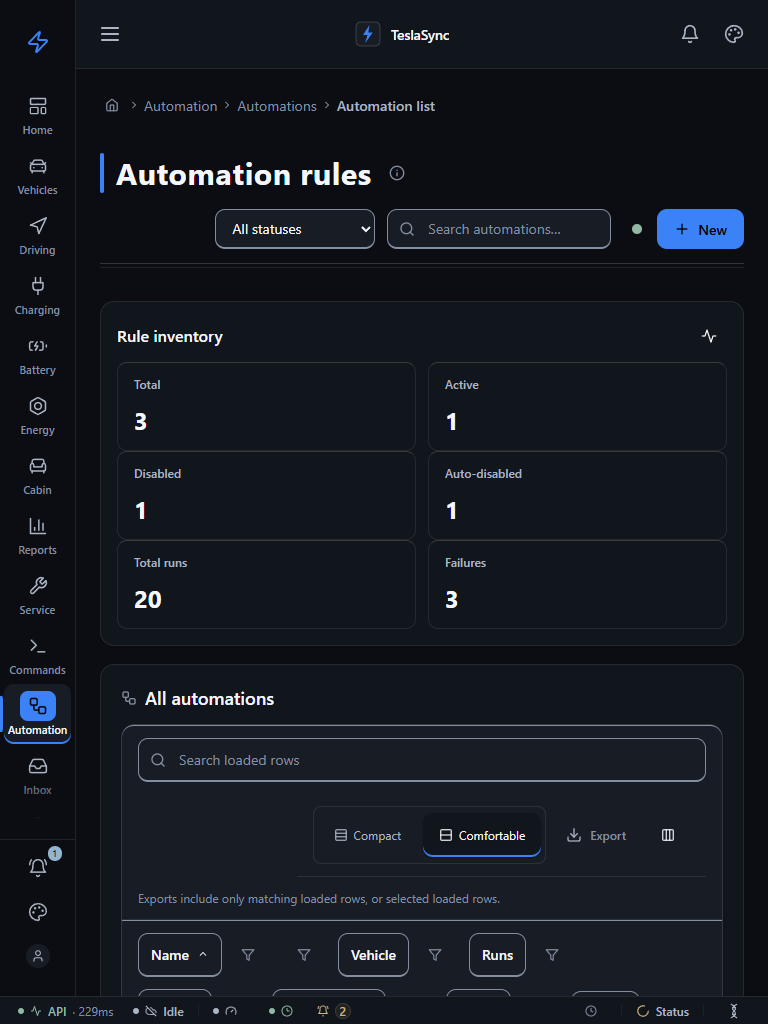 TeslaSync
Home
Vehicles
Driving
Charging
Battery
Energy
Cabin
Reports
Service
Commands
Automation
Inbox
1
Automation > Automations > Automation list
Automation rules
All statuses
Search automations...
New
Rule inventory
Total
3
Active
1
Disabled
1
Auto-disabled
1
Total runs
20
Failures
3
All automations
Search loaded rows
Compact
Comfortable
Export
Exports include only matching loaded rows, or selected loaded rows.
Name
Vehicle
Runs
API · 229ms
Idle
2
Status